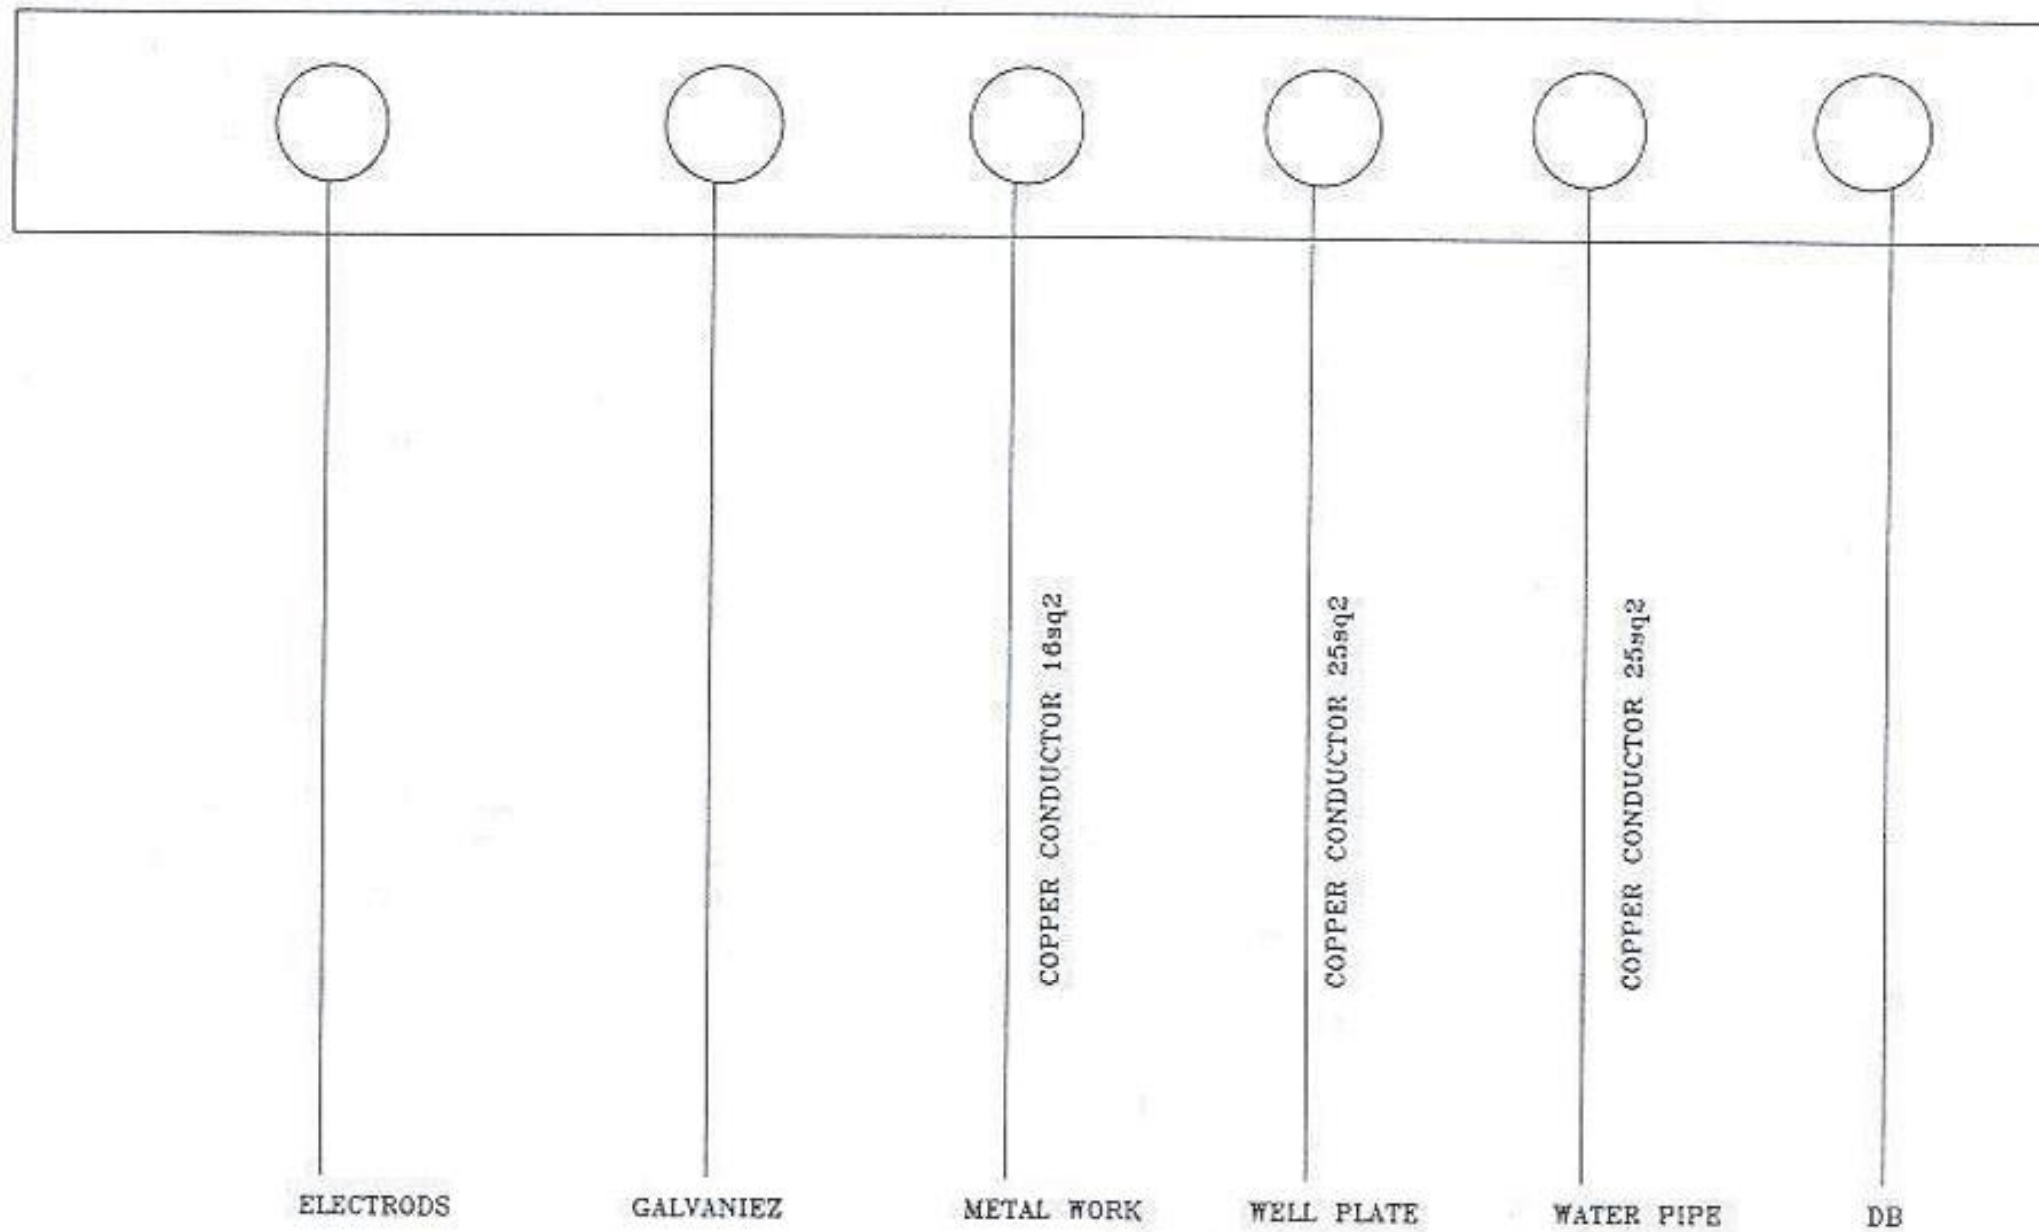 COPPER CONDUCTOR 16sq2
COPPER CONDUCTOR 25sq2
COPPER CONDUCTOR 25sq2
ELECTRODS
GALVANIEZ
METAL WORK
WELL PLATE
WATER PIPE
DB